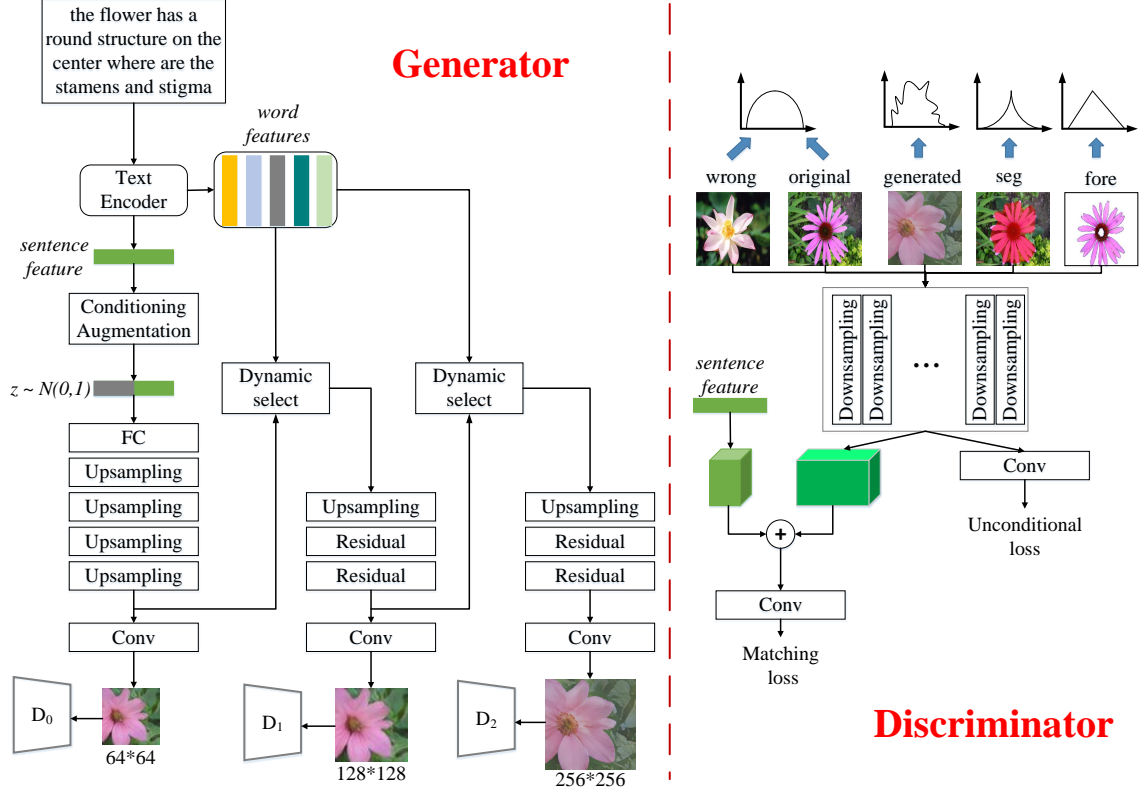 the flower has a
round structure on the
center where are the
stamens and stigma
Generator
word
features
Text
Encoder
sentence
feature
Conditioning
Augmentation
z ~ N(0,1)
FC
Upsampling
Upsampling
Upsampling
Upsampling
Conv
D0
64*64
Dynamic
select
Upsampling
Residual
Residual
Conv
D1
128*128
Dynamic
select
Upsampling
Residual
Residual
Conv
D2
256*256
wrong
original
generated
seg
fore
Downsampling
Downsampling
...
Downsampling
Downsampling
sentence
feature
+
Conv
Matching
loss
Conv
Unconditional
loss
Discriminator